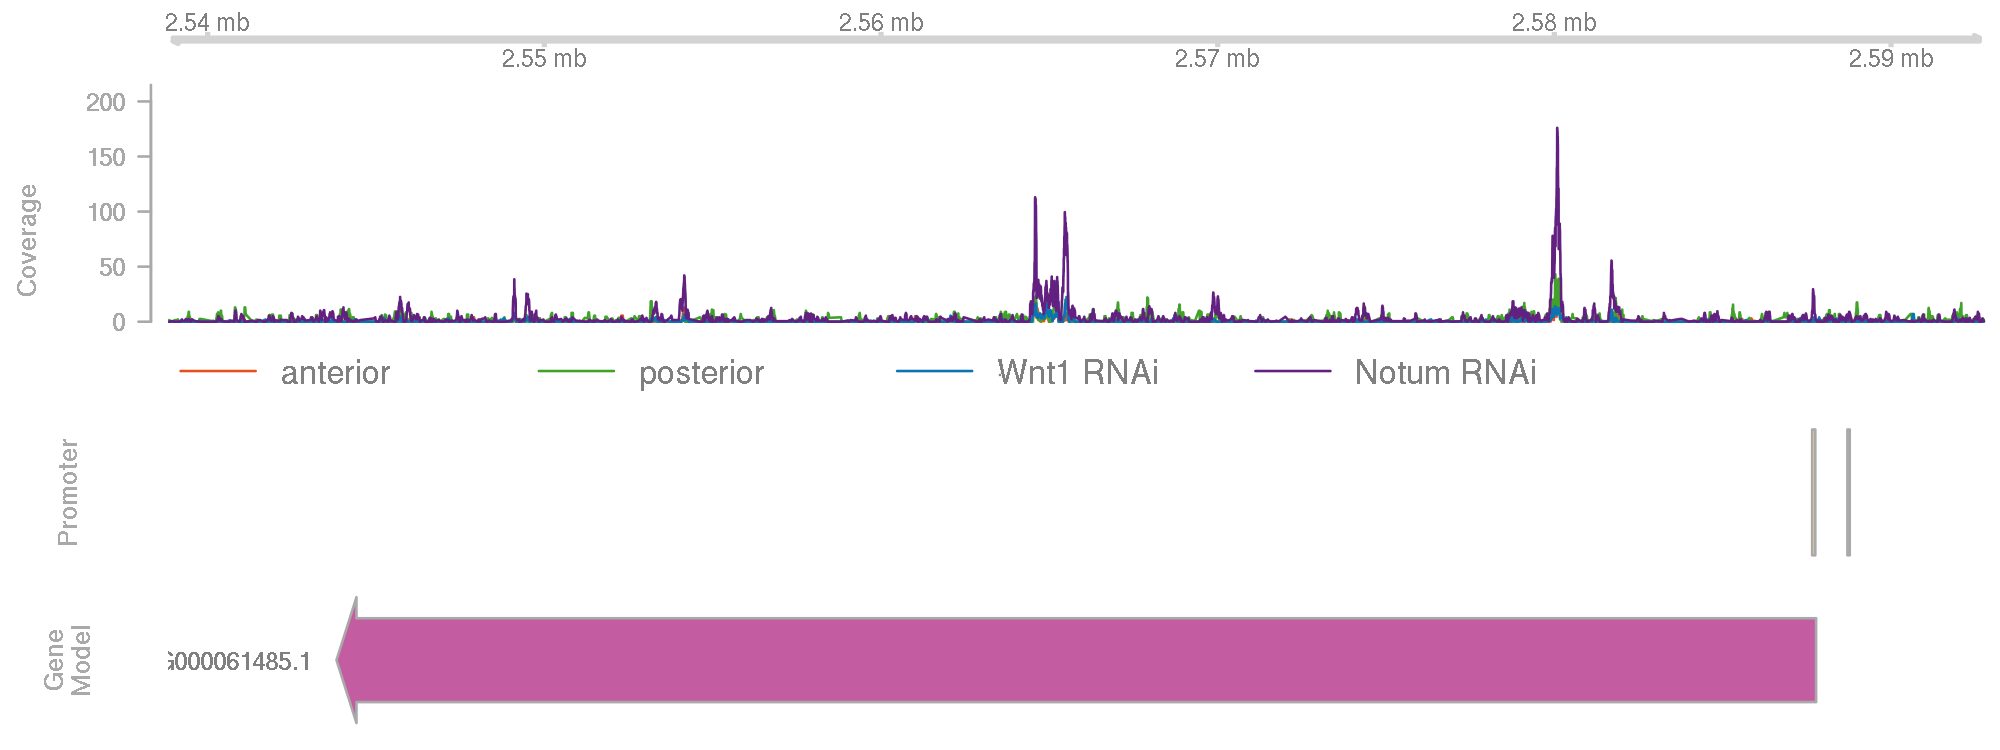 2.54 mb 2.56 mb 2.58 mb
2.55 mb 2.57 mb 2.59 mb
200
150
100
50
0
Coverage
anterior posterior Wnt1 RNAi Notum RNAi
Promoter
Gene
Model
G000061485.1